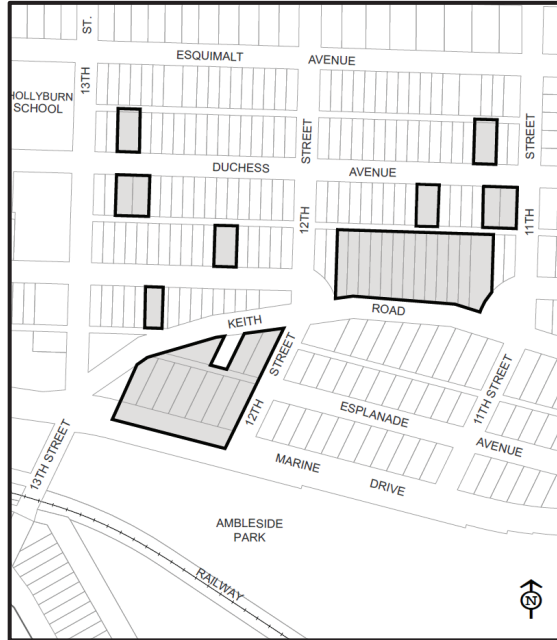 ST.
13TH
ESQUIMALT
AVENUE
HOLLYBURN
SCHOOL
STREET
STREET
DUCHESS
AVENUE
12TH
11TH
KEITH
ROAD
STREET
12TH
11TH STREET
ESPLANADE
AVENUE
MARINE
DRIVE
13TH STREET
AMBLESIDE
PARK
RAILWAY
N